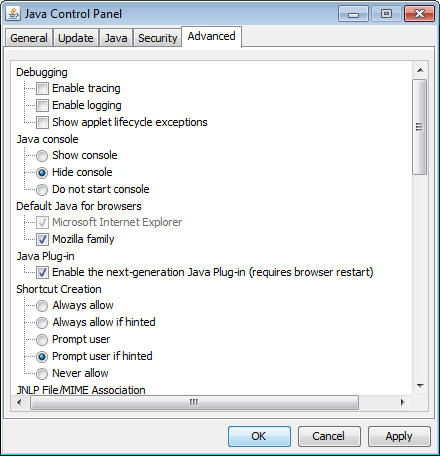 Java Control Panel
General Update Java Security Advanced
Debugging
Enable tracing
Enable logging
Show applet lifecycle exceptions
Java console
Show console
Hide console
Do not start console
Default Java for browsers
Microsoft Internet Explorer
Mozilla family
Java Plug-in
Enable the next-generation Java Plug-in (requires browser restart)
Shortcut Creation
Always allow
Always allow if hinted
Prompt user
Prompt user if hinted
Never allow
JNLP File/MIME Association
OK Cancel Apply